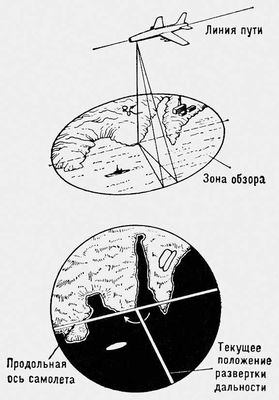 Линия пути
Зона обзора
Продольная
ось самолета
Текущее
положение
развертки
дальности